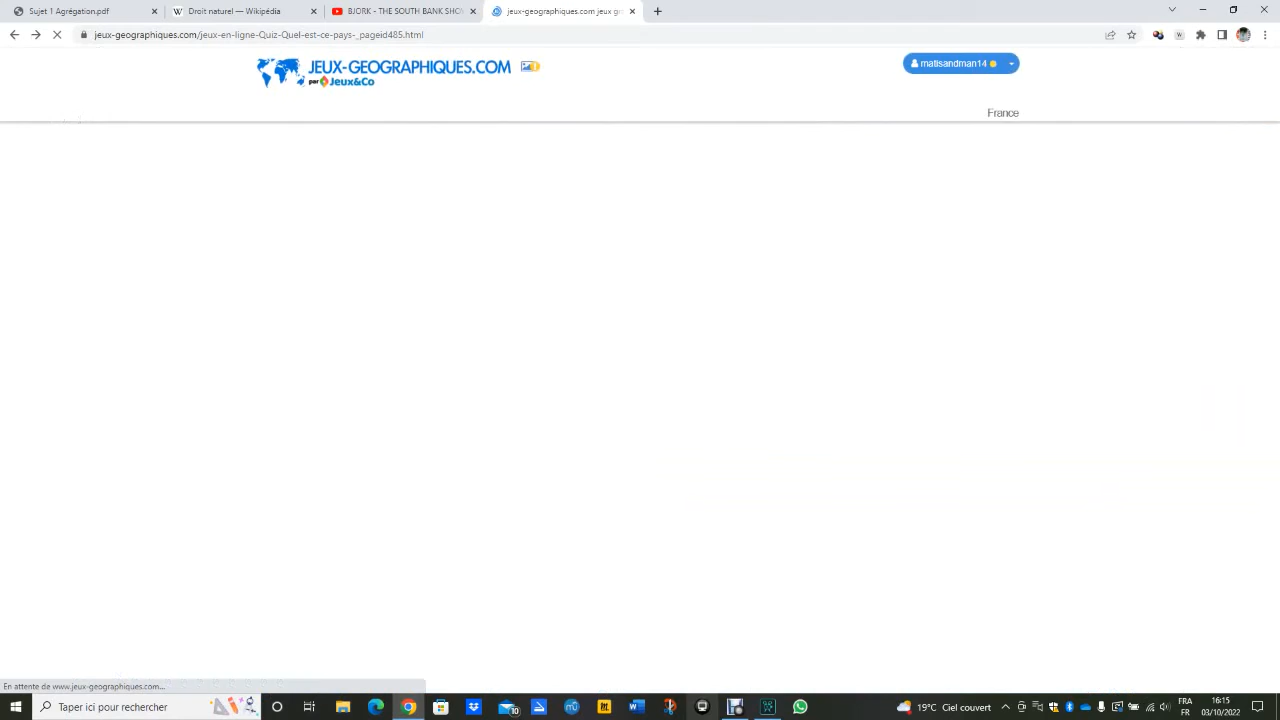 Sujet 1 Agrégation.pdf
Droit naturel — Wikipédia
BJORK - THE SOUTH BANK SHO
jeux-geographiques.com jeux gé
jeux-geographiques.com/jeux-en-ligne-Quiz-Quel-est-ce-pays-_pageid485.html
JEUX-GEOGRAPHIQUES.COM
par Jeux&Co
matisandman14
France
En attente de www.jeux-geographiques.com...
Taper ici pour rechercher
10
19°C Ciel couvert
FRA
FR
16:15
03/10/2022